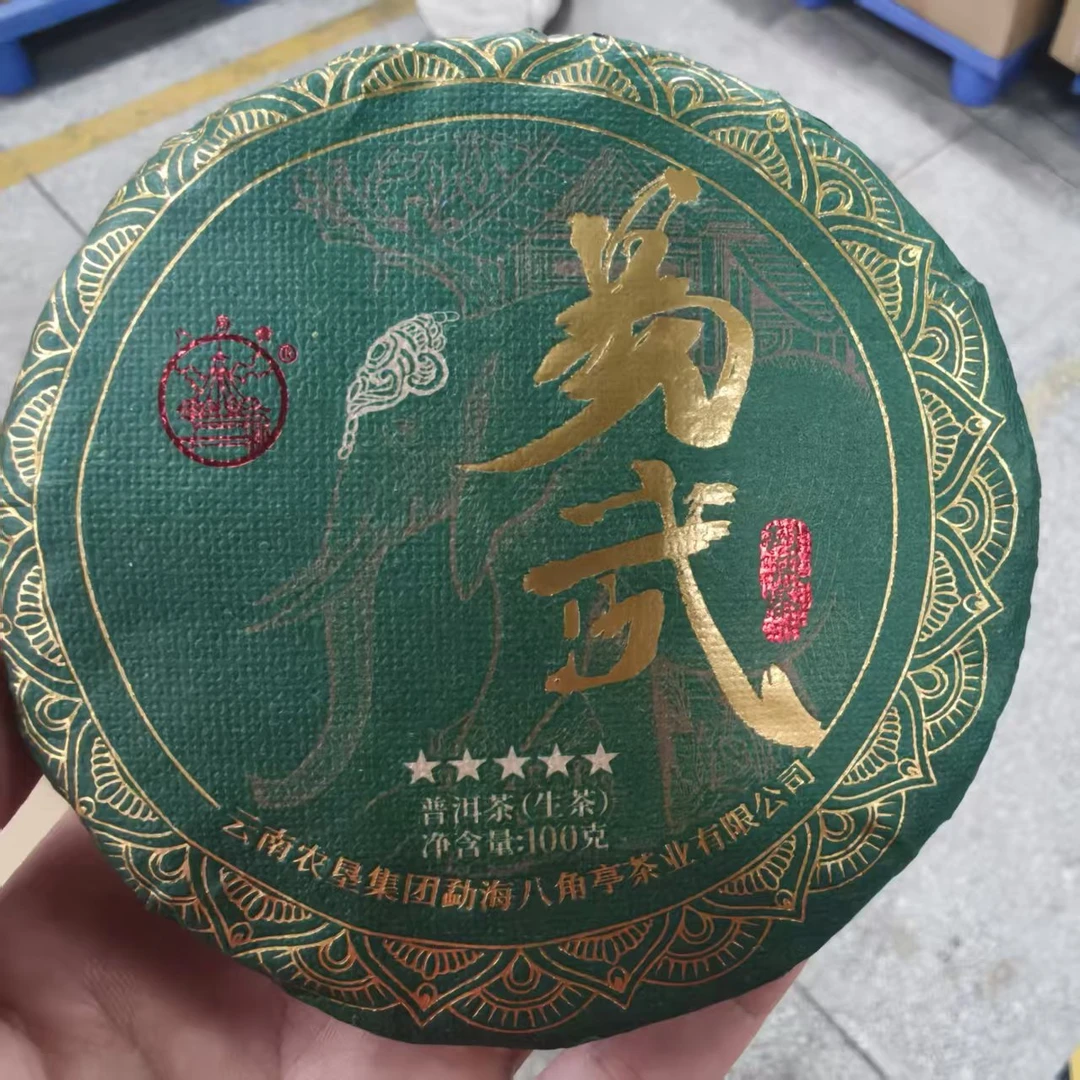 易武
®
★★★★★
普洱茶(生茶)
净含量:100克
云南农垦集团勐海八角亭茶业有限公司